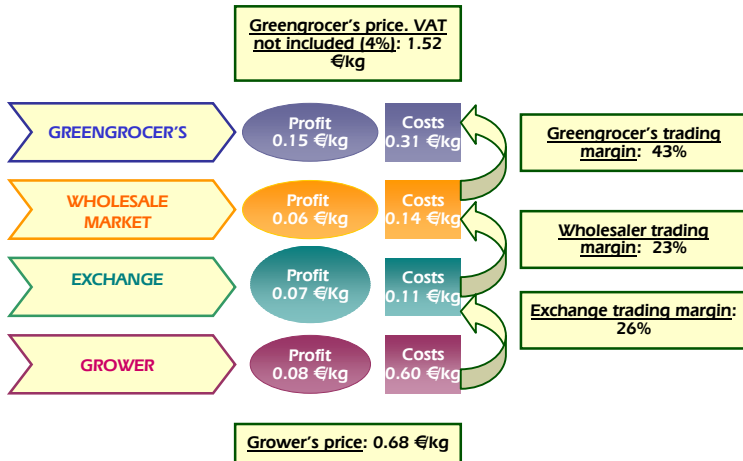 Greengrocer's price. VAT
not included (4%): 1.52
€/kg
GREENGROCER'S
Profit
0.15 €/kg
Costs
0.31 €/kg
Greengrocer's trading
margin: 43%
WHOLESALE
MARKET
Profit
0.06 €/kg
Costs
0.14 €/kg
Wholesaler trading
margin: 23%
EXCHANGE
Profit
0.07 €/Kg
Costs
0.11 €/kg
Exchange trading margin:
26%
GROWER
Profit
0.08 €/kg
Costs
0.60 €/kg
Grower's price: 0.68 €/kg